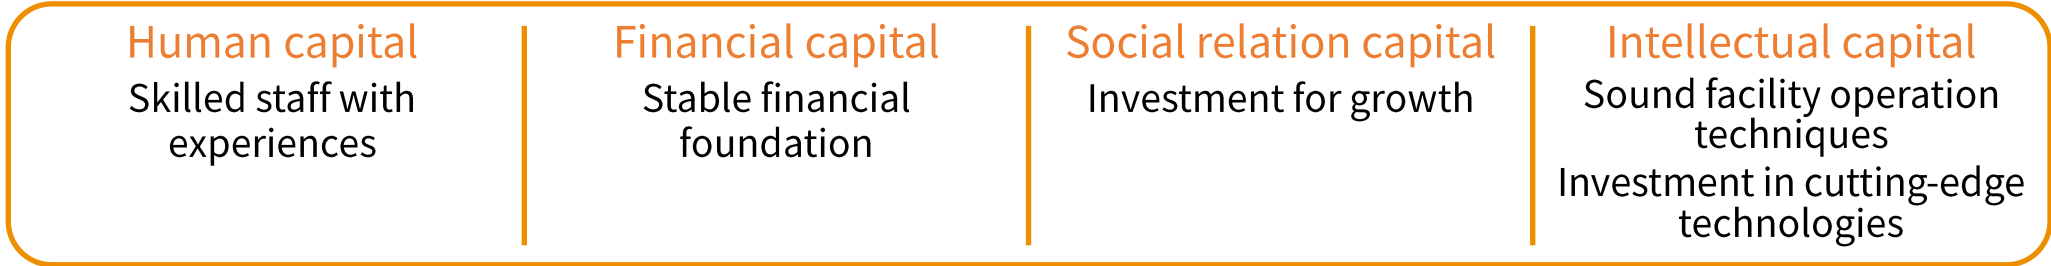 Human capital
Skilled staff with
experiences
Financial capital
Stable financial
foundation
Social relation capital
Investment for growth
Intellectual capital
Sound facility operation
techniques
Investment in cutting-edge
technologies